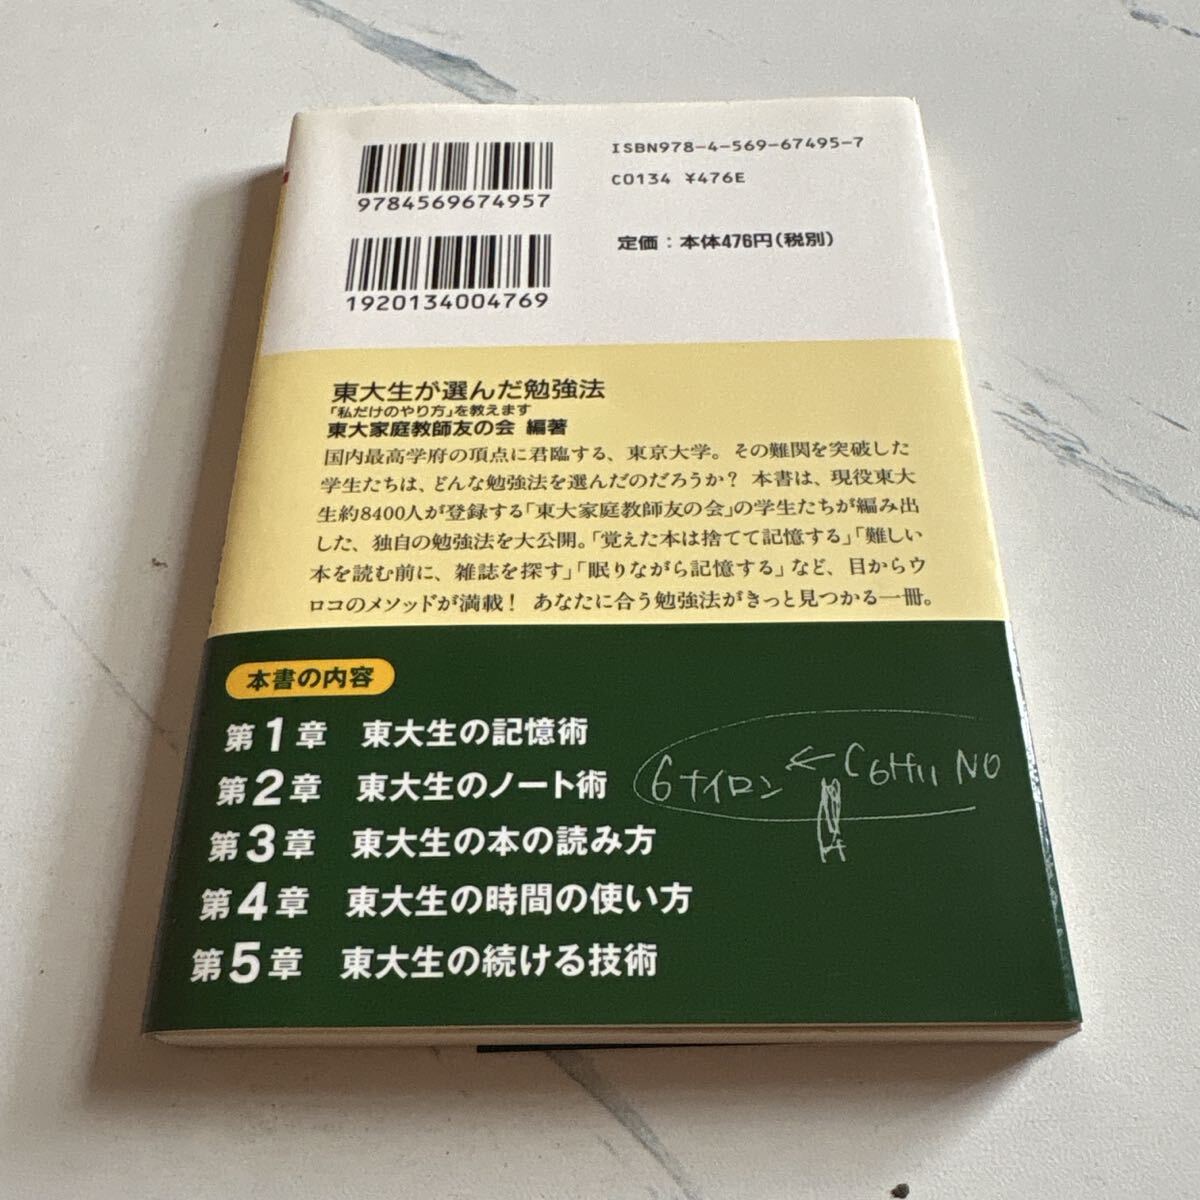 ISBN978-4-569-67495-7
C0134 ¥476E
定価：本体476円(税別)
9784569674957
1920134004769
東大生が選んだ勉強法
「私だけのやり方」を教えます
東大家庭教師友の会 編著
国内最高学府の頂点に君臨する、東京大学。その難関を突破した
学生たちは、どんな勉強法を選んだのだろうか？ 本書は、現役東大
生約8400人が登録する「東大家庭教師友の会」の学生たちが編み出
した、独自の勉強法を大公開。「覚えた本は捨てて記憶する」「難しい
本を読む前に、雑誌を探す」「眠りながら記憶する」など、目からウ
ロコのメソッドが満載！ あなたに合う勉強法がきっと見つかる一冊。
本書の内容
第1章 東大生の記憶術
第2章 東大生のノート術
第3章 東大生の本の読み方
第4章 東大生の時間の使い方
第5章 東大生の続ける技術
6ナイロン ← C6H11NO